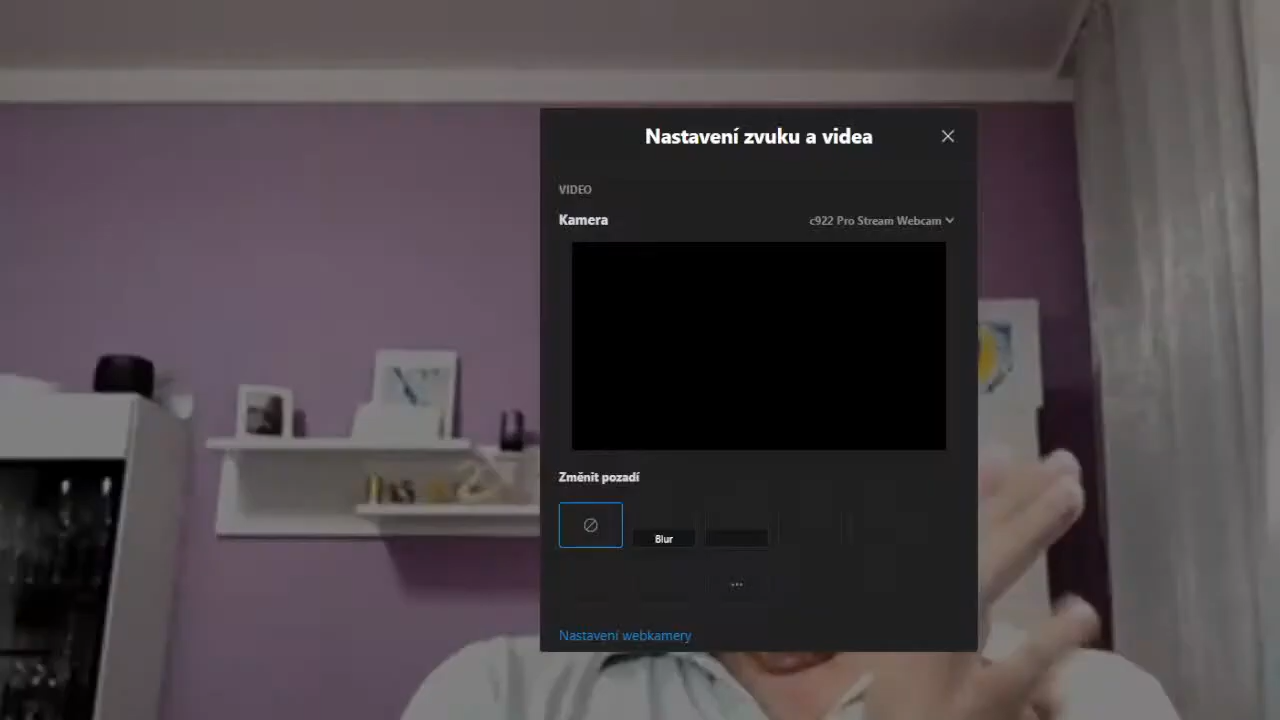 Nastavení zvuku a videa
VIDEO
Kamera
c922 Pro Stream Webcam
Změnit pozadí
Blur
...
Nastavení webkamery